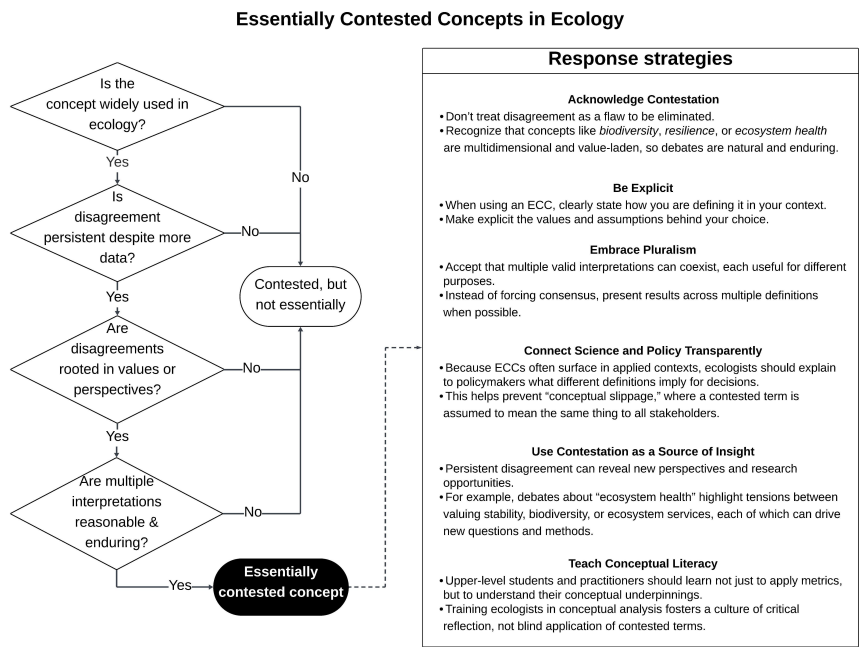 Essentially Contested Concepts in Ecology
Is the
concept widely used in
ecology?
Yes
No
Is
disagreement
persistent despite more
data?
No
Yes
Contested, but
not essentially
Are
disagreements
rooted in values or
perspectives?
No
Yes
Are multiple
interpretations
reasonable &
enduring?
No
Yes
Essentially
contested concept
Response strategies
Acknowledge Contestation
•Don’t treat disagreement as a flaw to be eliminated.
•Recognize that concepts like biodiversity, resilience, or ecosystem health
are multidimensional and value-laden, so debates are natural and enduring.
Be Explicit
•When using an ECC, clearly state how you are defining it in your context.
•Make explicit the values and assumptions behind your choice.
Embrace Pluralism
•Accept that multiple valid interpretations can coexist, each useful for different
purposes.
•Instead of forcing consensus, present results across multiple definitions
when possible.
Connect Science and Policy Transparently
•Because ECCs often surface in applied contexts, ecologists should explain
to policymakers what different definitions imply for decisions.
•This helps prevent “conceptual slippage,” where a contested term is
assumed to mean the same thing to all stakeholders.
Use Contestation as a Source of Insight
•Persistent disagreement can reveal new perspectives and research
opportunities.
•For example, debates about “ecosystem health” highlight tensions between
valuing stability, biodiversity, or ecosystem services, each of which can drive
new questions and methods.
Teach Conceptual Literacy
•Upper-level students and practitioners should learn not just to apply metrics,
but to understand their conceptual underpinnings.
•Training ecologists in conceptual analysis fosters a culture of critical
reflection, not blind application of contested terms.